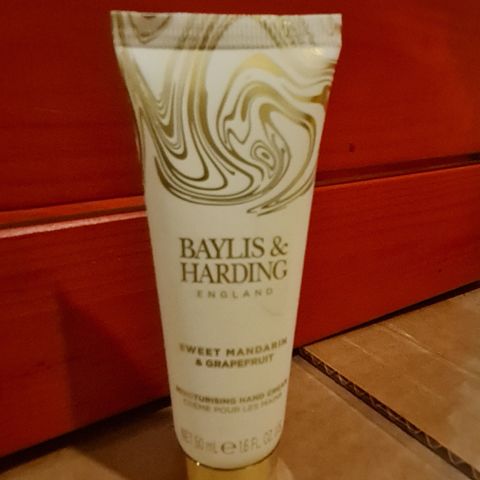 BAYLIS &
HARDING
ENGLAND
SWEET MANDARIN
& GRAPEFRUIT
MOISTURISING HAND CREAM
CRÈME POUR LES MAINS
NET 50 mL e 1.6 FL OZ